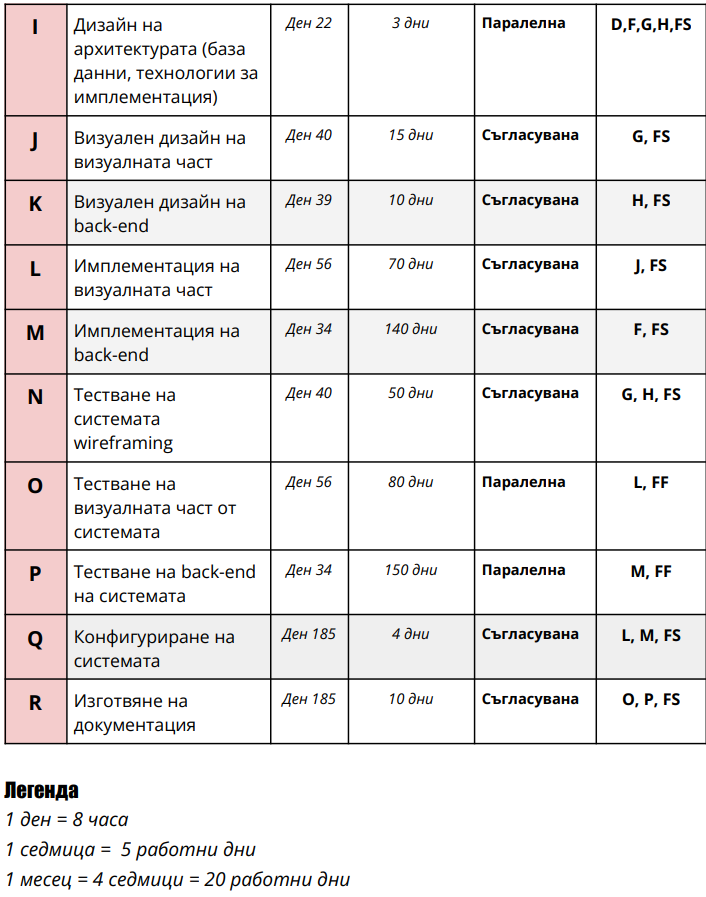 I Дизайн на Ден 22 3 дни Паралелна D,F,G,H,FS
архитектурата (база
данни, технологии за
имплементация)
J Визуален дизайн на Ден 40 15 дни Съгласувана G, FS
визуалната част
K Визуален дизайн на Ден 39 10 дни Съгласувана H, FS
back-end
L Имплементация на Ден 56 70 дни Съгласувана J, FS
визуалната част
M Имплементация на Ден 34 140 дни Съгласувана F, FS
back-end
N Тестване на Ден 40 50 дни Съгласувана G, H, FS
системата
wireframing
O Тестване на Ден 56 80 дни Паралелна L, FF
визуалната част от
системата
P Тестване на back-end Ден 34 150 дни Паралелна M, FF
на системата
Q Конфигуриране на Ден 185 4 дни Съгласувана L, M, FS
системата
R Изготвяне на Ден 185 10 дни Съгласувана O, P, FS
документация
Легенда
1 ден = 8 часа
1 седмица = 5 работни дни
1 месец = 4 седмици = 20 работни дни